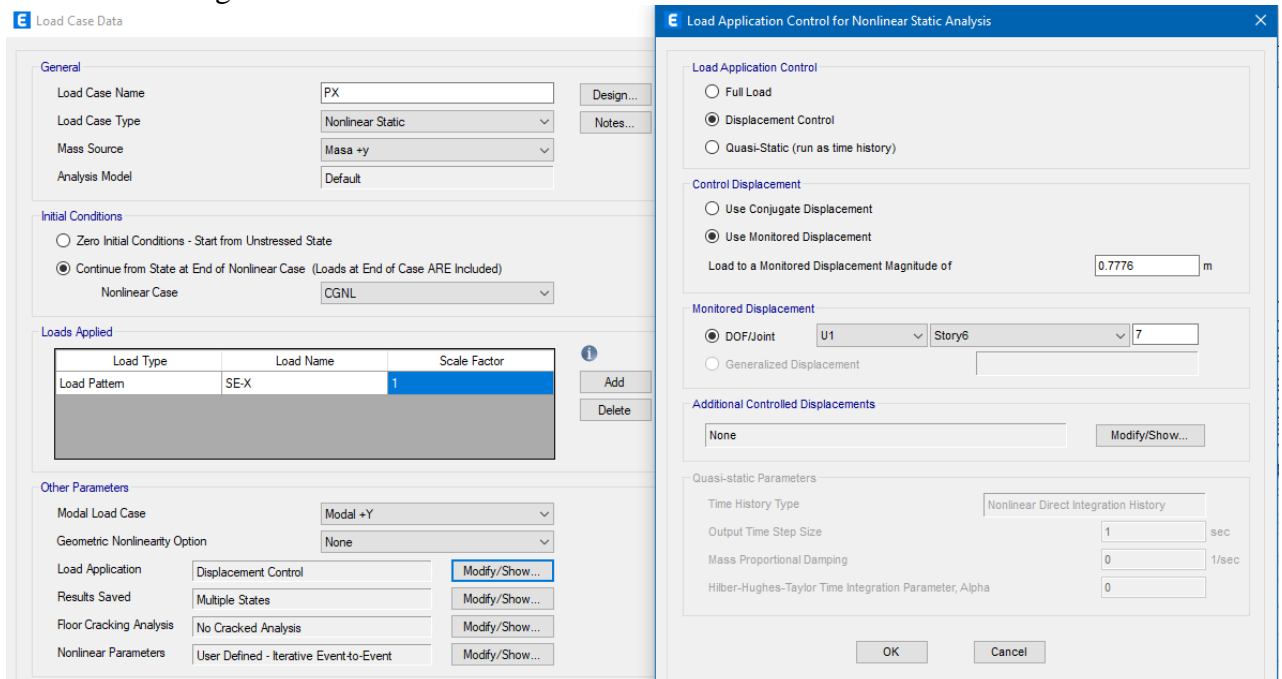 E Load Case Data
General
Load Case Name PX Design...
Load Case Type Nonlinear Static Notes...
Mass Source Masa +y
Analysis Model Default
Initial Conditions
Zero Initial Conditions - Start from Unstressed State
Continue from State at End of Nonlinear Case (Loads at End of Case ARE Included)
Nonlinear Case CGNL
Loads Applied
Load Type Load Name Scale Factor
Load Pattern SE-X 1
Add
Delete
Other Parameters
Modal Load Case Modal +Y
Geometric Nonlinearity Option None
Load Application Displacement Control Modify/Show...
Results Saved Multiple States Modify/Show...
Floor Cracking Analysis No Cracked Analysis Modify/Show...
Nonlinear Parameters User Defined - Iterative Event-to-Event Modify/Show...
E Load Application Control for Nonlinear Static Analysis
Load Application Control
Full Load
Displacement Control
Quasi-Static (run as time history)
Control Displacement
Use Conjugate Displacement
Use Monitored Displacement
Load to a Monitored Displacement Magnitude of 0.7776 m
Monitored Displacement
DOF/Joint U1 Story6 7
Generalized Displacement
Additional Controlled Displacements
None Modify/Show...
Quasi-static Parameters
Time History Type Nonlinear Direct Integration History
Output Time Step Size 1 sec
Mass Proportional Damping 0 1/sec
Hilber-Hughes-Taylor Time Integration Parameter, Alpha 0
OK Cancel